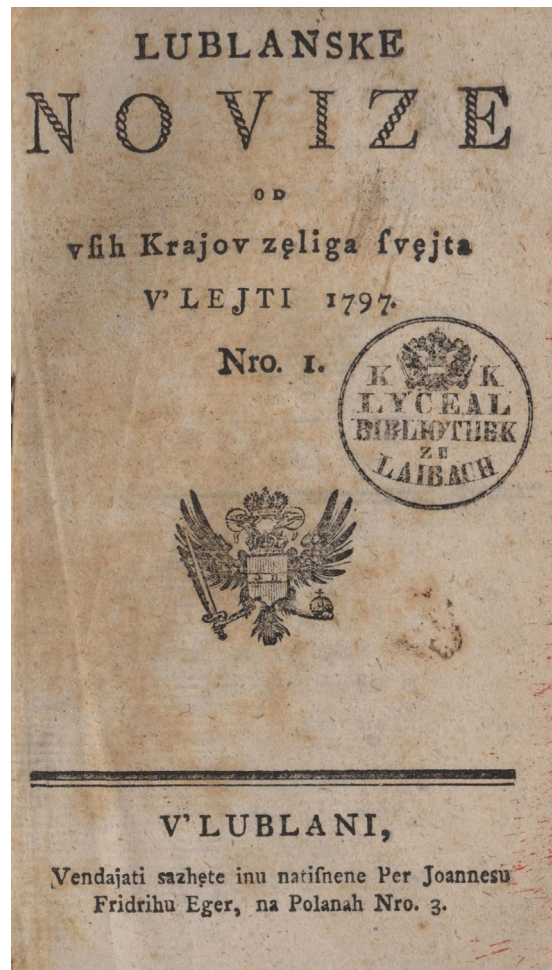 LUBLANSKE
NOVIZE
OD
vſih Krajov zęliga ſvęjta
V' LEJTI 1797.
Nro. 1.
K K
LYCEAL
BIBLIOTHEK
ZU
LAIBACH
V' LUBLANI,
Vendajati sazhęte inu natiſnene Per Joannesu
Fridrihu Eger, na Polanah Nro. 3.